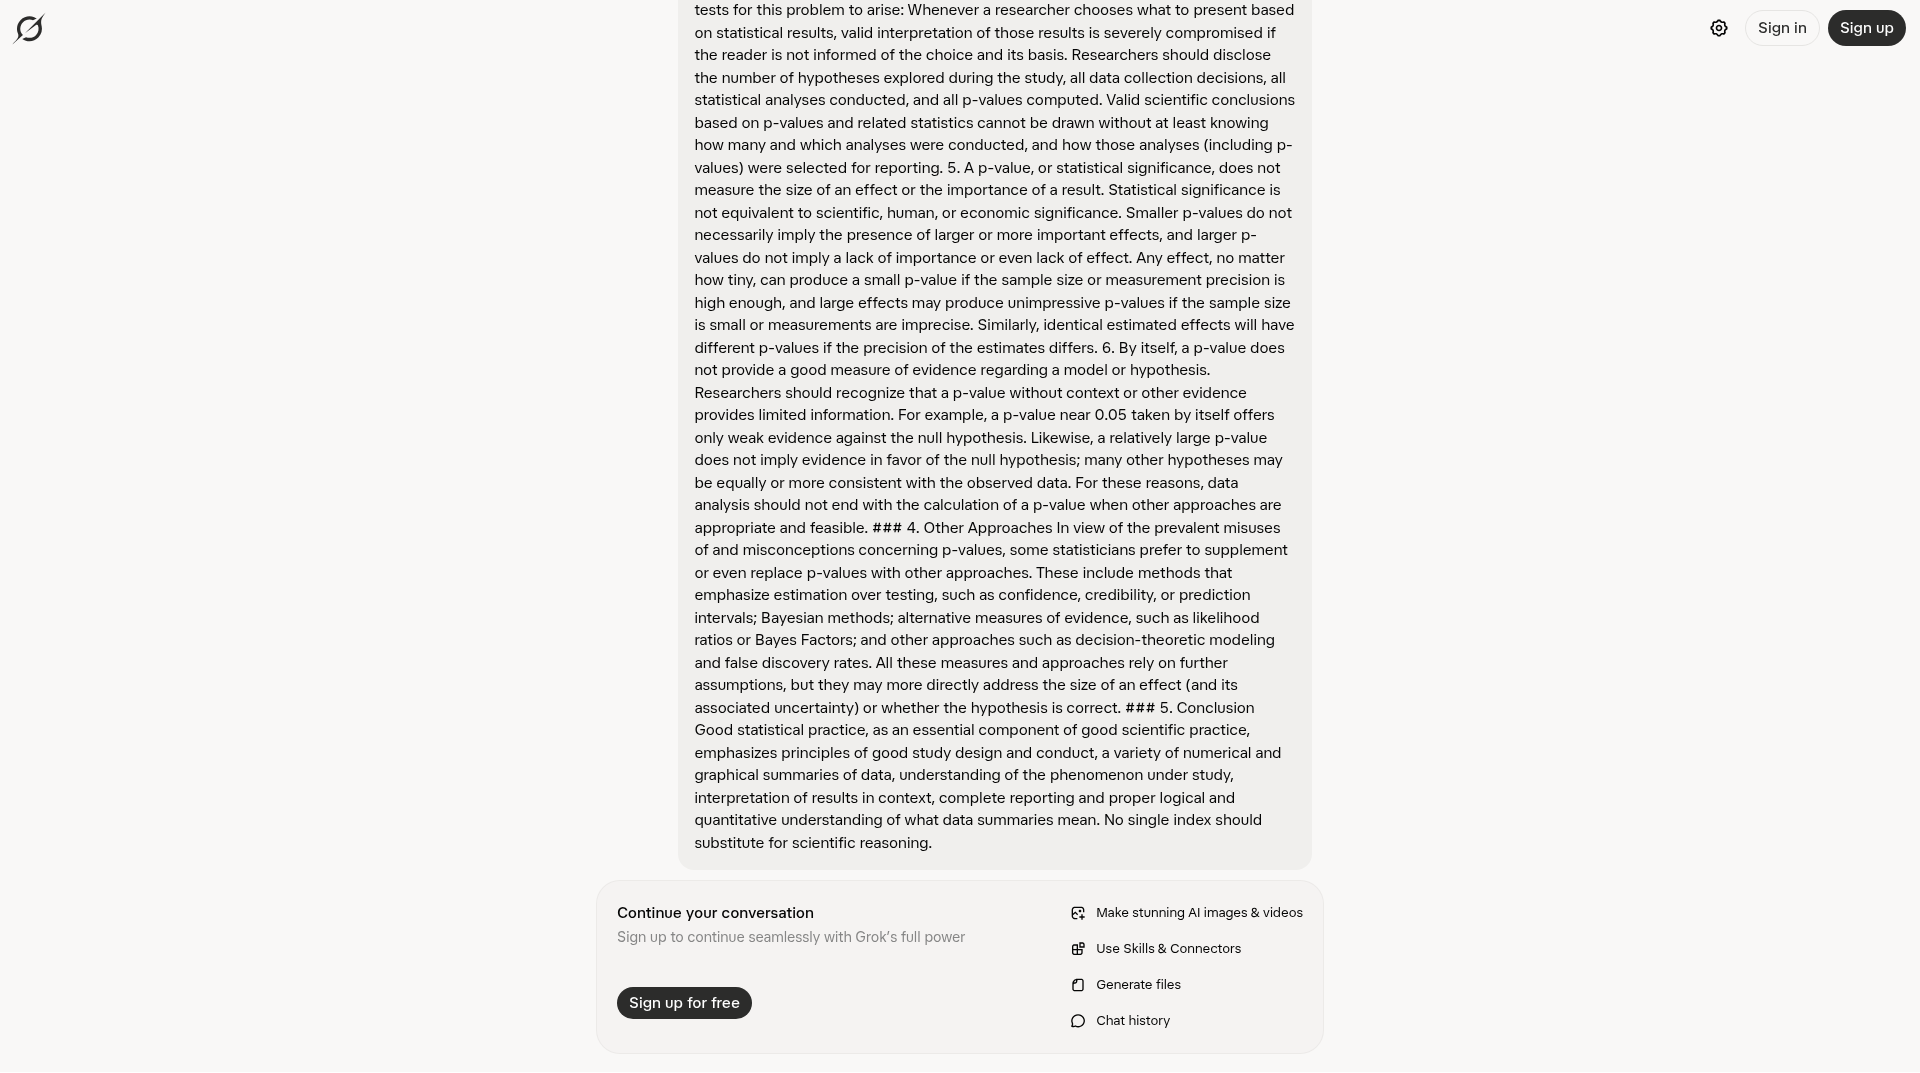 Sign in
Sign up
tests for this problem to arise: Whenever a researcher chooses what to present based
on statistical results, valid interpretation of those results is severely compromised if
the reader is not informed of the choice and its basis. Researchers should disclose
the number of hypotheses explored during the study, all data collection decisions, all
statistical analyses conducted, and all p-values computed. Valid scientific conclusions
based on p-values and related statistics cannot be drawn without at least knowing
how many and which analyses were conducted, and how those analyses (including p-
values) were selected for reporting. 5. A p-value, or statistical significance, does not
measure the size of an effect or the importance of a result. Statistical significance is
not equivalent to scientific, human, or economic significance. Smaller p-values do not
necessarily imply the presence of larger or more important effects, and larger p-
values do not imply a lack of importance or even lack of effect. Any effect, no matter
how tiny, can produce a small p-value if the sample size or measurement precision is
high enough, and large effects may produce unimpressive p-values if the sample size
is small or measurements are imprecise. Similarly, identical estimated effects will have
different p-values if the precision of the estimates differs. 6. By itself, a p-value does
not provide a good measure of evidence regarding a model or hypothesis.
Researchers should recognize that a p-value without context or other evidence
provides limited information. For example, a p-value near 0.05 taken by itself offers
only weak evidence against the null hypothesis. Likewise, a relatively large p-value
does not imply evidence in favor of the null hypothesis; many other hypotheses may
be equally or more consistent with the observed data. For these reasons, data
analysis should not end with the calculation of a p-value when other approaches are
appropriate and feasible. ### 4. Other Approaches In view of the prevalent misuses
of and misconceptions concerning p-values, some statisticians prefer to supplement
or even replace p-values with other approaches. These include methods that
emphasize estimation over testing, such as confidence, credibility, or prediction
intervals; Bayesian methods; alternative measures of evidence, such as likelihood
ratios or Bayes Factors; and other approaches such as decision-theoretic modeling
and false discovery rates. All these measures and approaches rely on further
assumptions, but they may more directly address the size of an effect (and its
associated uncertainty) or whether the hypothesis is correct. ### 5. Conclusion
Good statistical practice, as an essential component of good scientific practice,
emphasizes principles of good study design and conduct, a variety of numerical and
graphical summaries of data, understanding of the phenomenon under study,
interpretation of results in context, complete reporting and proper logical and
quantitative understanding of what data summaries mean. No single index should
substitute for scientific reasoning.
Continue your conversation
Sign up to continue seamlessly with Grok’s full power
Sign up for free
Make stunning AI images & videos
Use Skills & Connectors
Generate files
Chat history